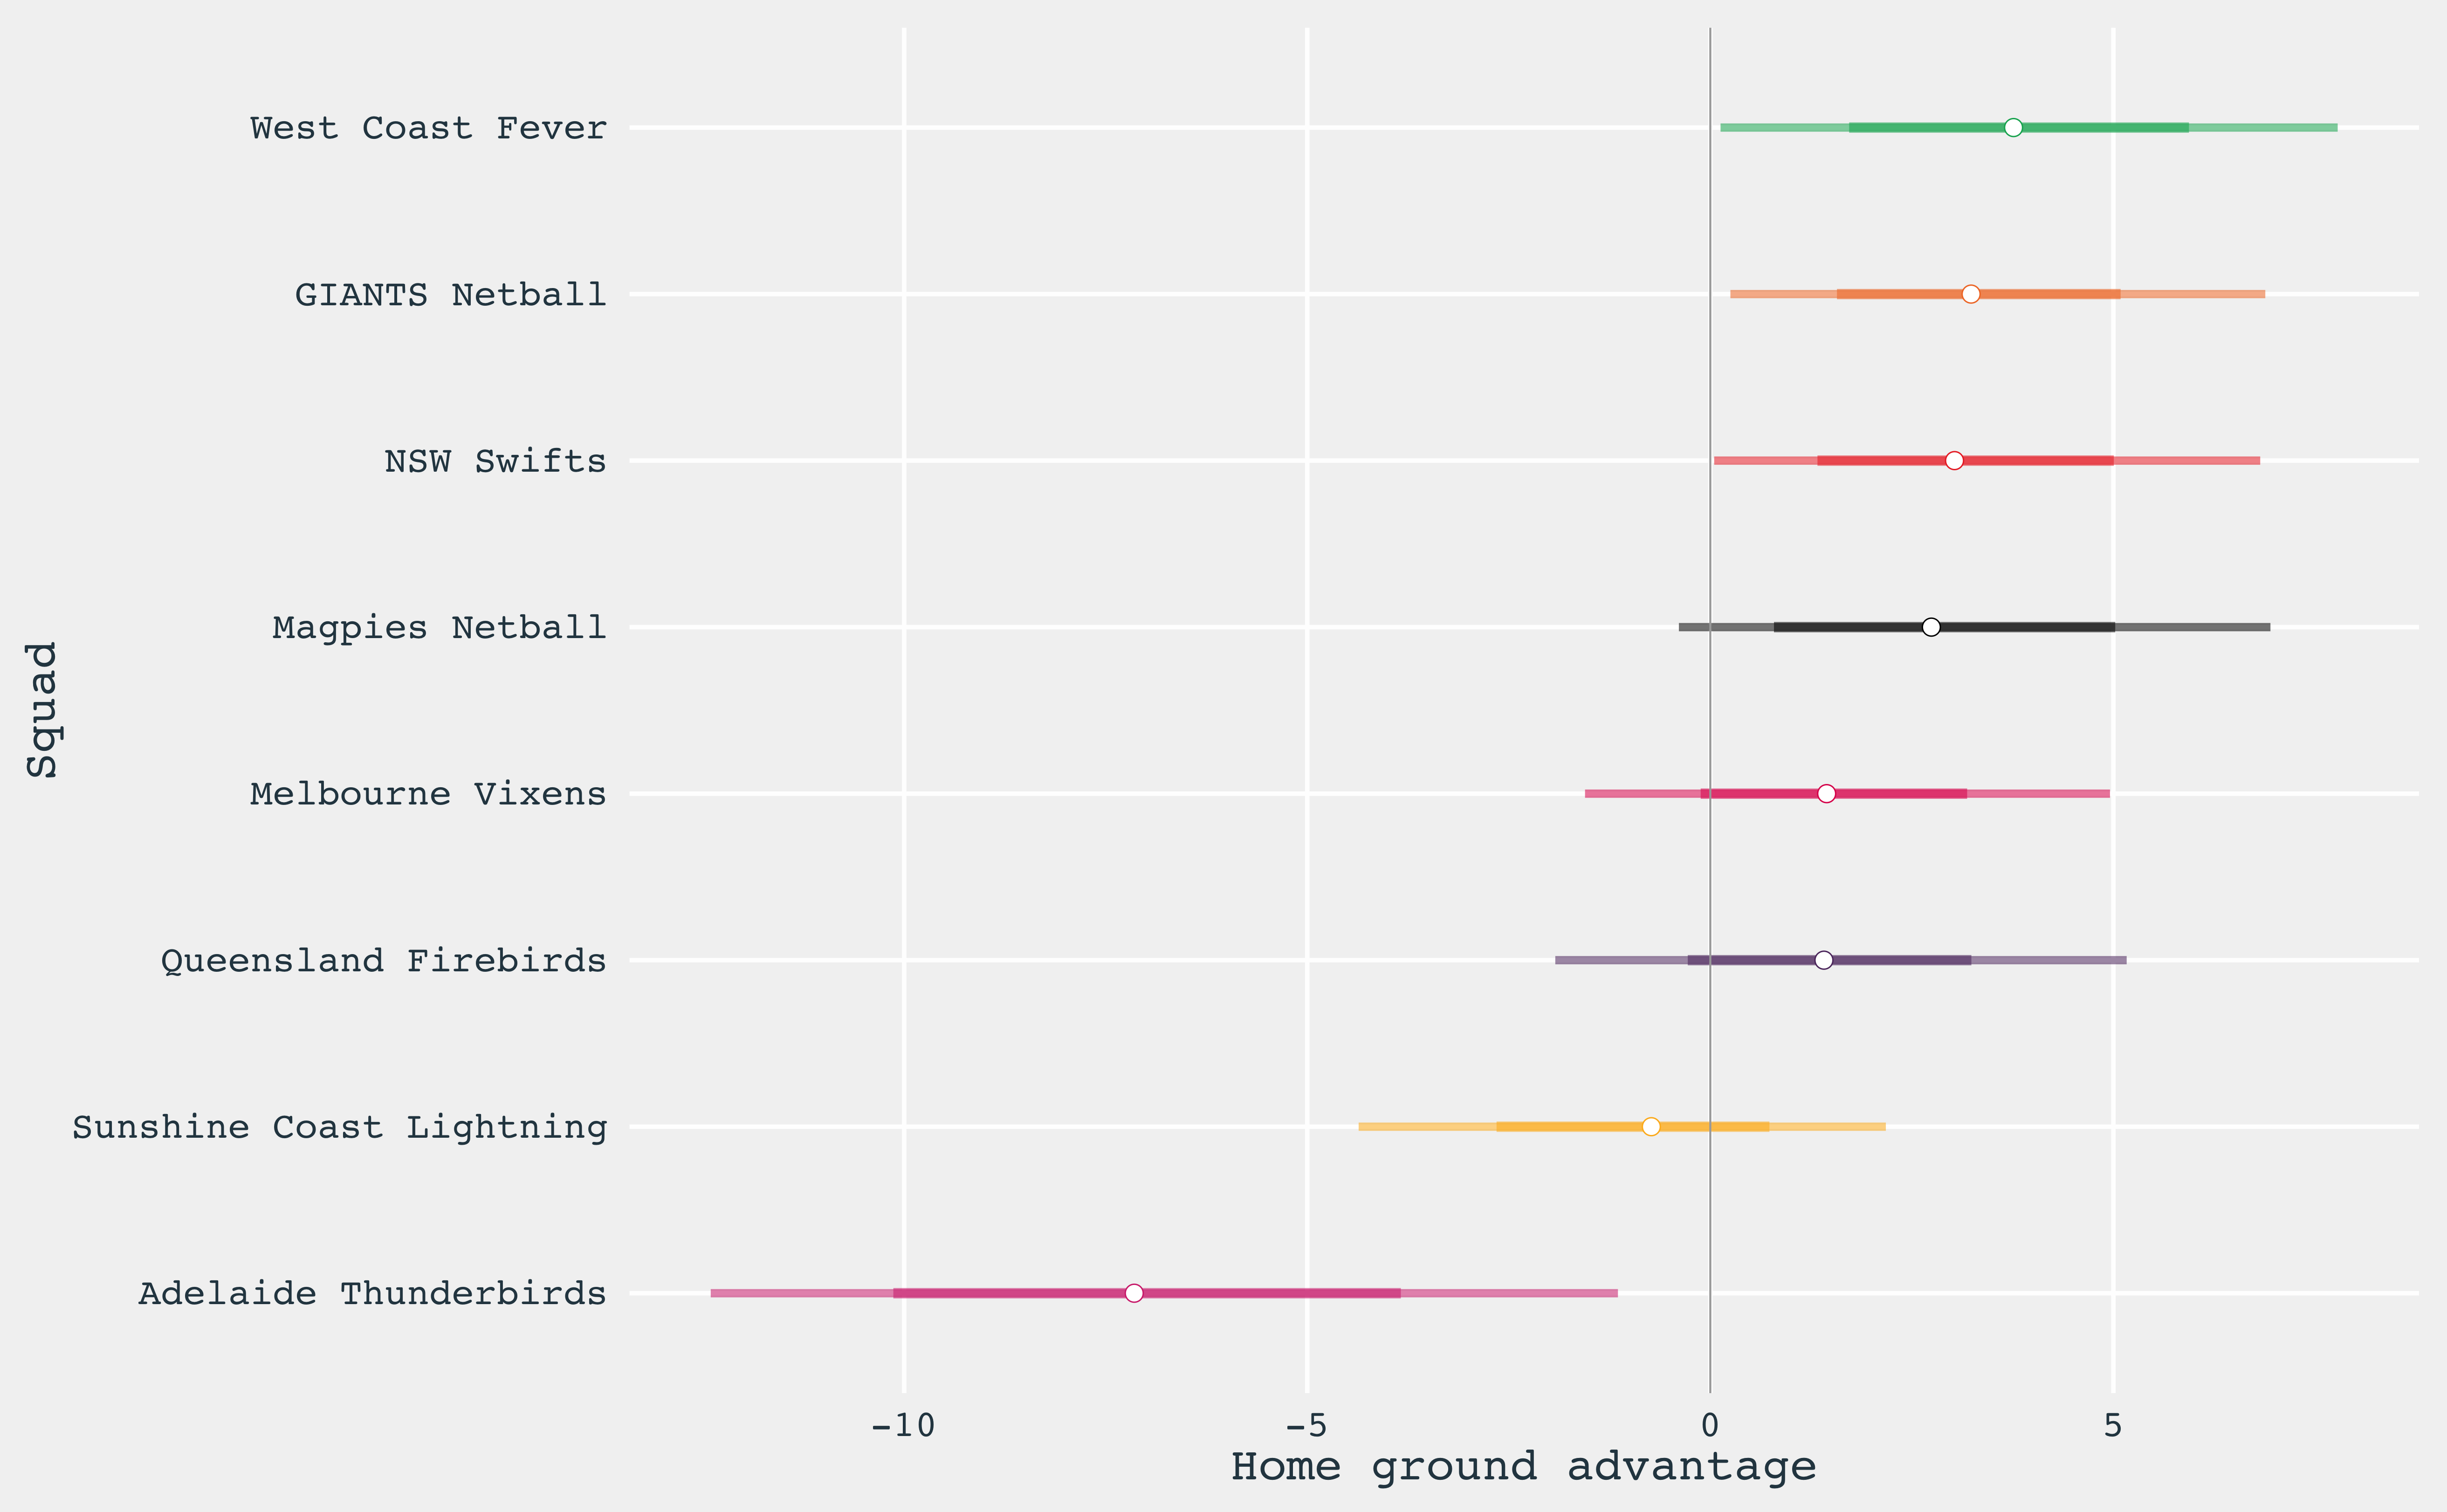 West Coast Fever
GIANTS Netball
NSW Swifts
Magpies Netball
Melbourne Vixens
Queensland Firebirds
Sunshine Coast Lightning
Adelaide Thunderbirds
Squad
-10 -5 0 5
Home ground advantage